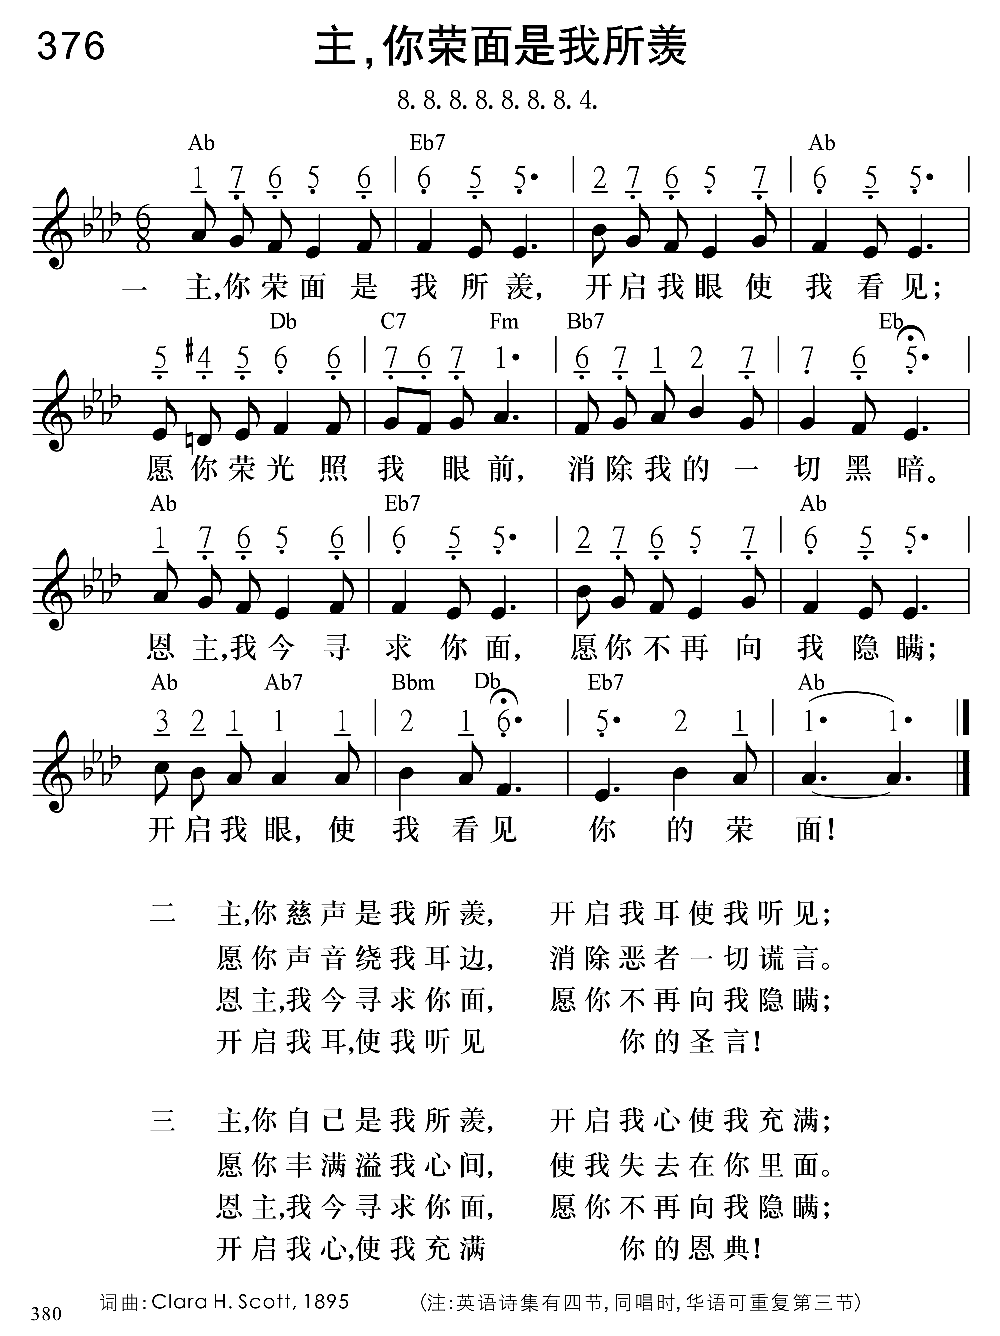 376 主,你荣面是我所羡
8. 8. 8. 8. 8. 8. 8. 4.
Ab Eb7 Ab
1 7 6 5 6 | 6 5 5· | 2 7 6 5 7 | 6 5 5· |
6 8
一 主,你荣面是我所羡, 开启我眼使我看见;
Db C7 Fm Bb7 Eb
5 #4 5 6 6 | 7 6 7 1· | 6 7 1 2 7 | 7 6 5· |
愿你荣光照我眼前, 消除我的一切黑暗。
Ab Eb7 Ab
1 7 6 5 6 | 6 5 5· | 2 7 6 5 7 | 6 5 5· |
恩主,我今寻求你面, 愿你不再向我隐瞒;
Ab Ab7 Bbm Db Eb7 Ab
3 2 1 1 1 | 2 1 6· | 5· 2 1 | 1· 1· ‖
开启我眼,使我看见你的荣面!
二 主,你慈声是我所羡, 开启我耳使我听见;
愿你声音绕我耳边, 消除恶者一切谎言。
恩主,我今寻求你面, 愿你不再向我隐瞒;
开启我耳,使我听见 你的圣言!
三 主,你自己是我所羡, 开启我心使我充满;
愿你丰满溢我心间, 使我失去在你里面。
恩主,我今寻求你面, 愿你不再向我隐瞒;
开启我心,使我充满 你的恩典!
词曲: Clara H. Scott, 1895 (注:英语诗集有四节,同唱时,华语可重复第三节)
380